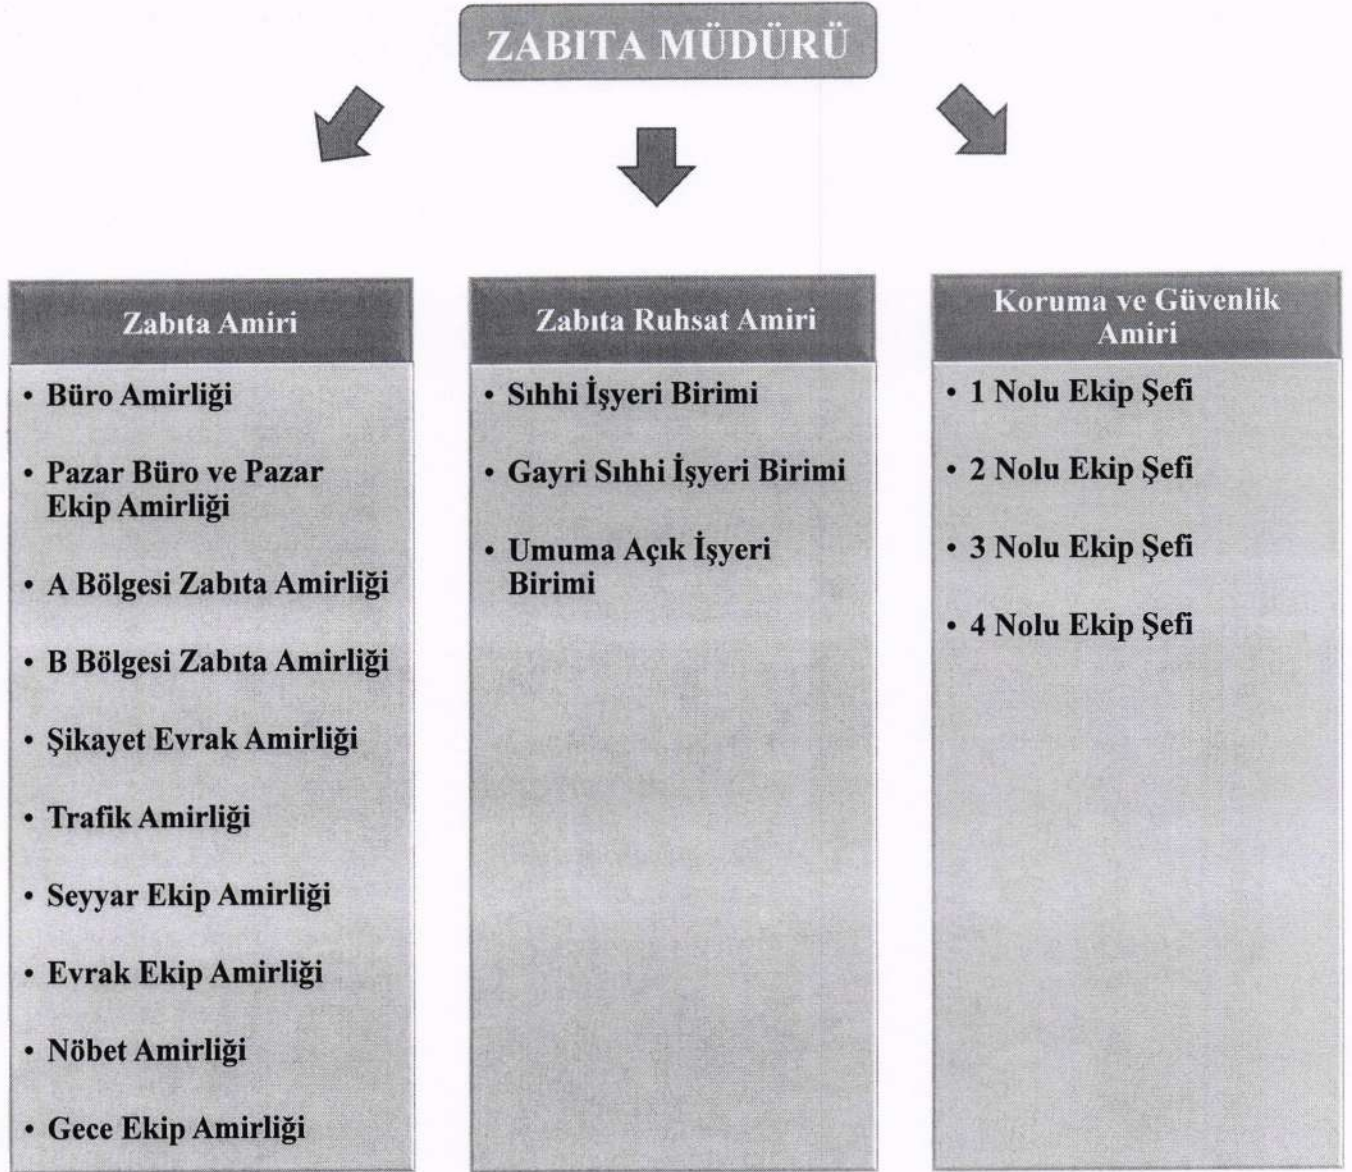 ZABITA MÜDÜRÜ
Zabıta Amiri
• Büro Amirliği
• Pazar Büro ve Pazar
Ekip Amirliği
• A Bölgesi Zabıta Amirliği
• B Bölgesi Zabıta Amirliği
• Şikayet Evrak Amirliği
• Trafik Amirliği
• Seyyar Ekip Amirliği
• Evrak Ekip Amirliği
• Nöbet Amirliği
• Gece Ekip Amirliği
Zabıta Ruhsat Amiri
• Sıhhi İşyeri Birimi
• Gayri Sıhhi İşyeri Birimi
• Umuma Açık İşyeri
Birimi
Koruma ve Güvenlik
Amiri
• 1 Nolu Ekip Şefi
• 2 Nolu Ekip Şefi
• 3 Nolu Ekip Şefi
• 4 Nolu Ekip Şefi